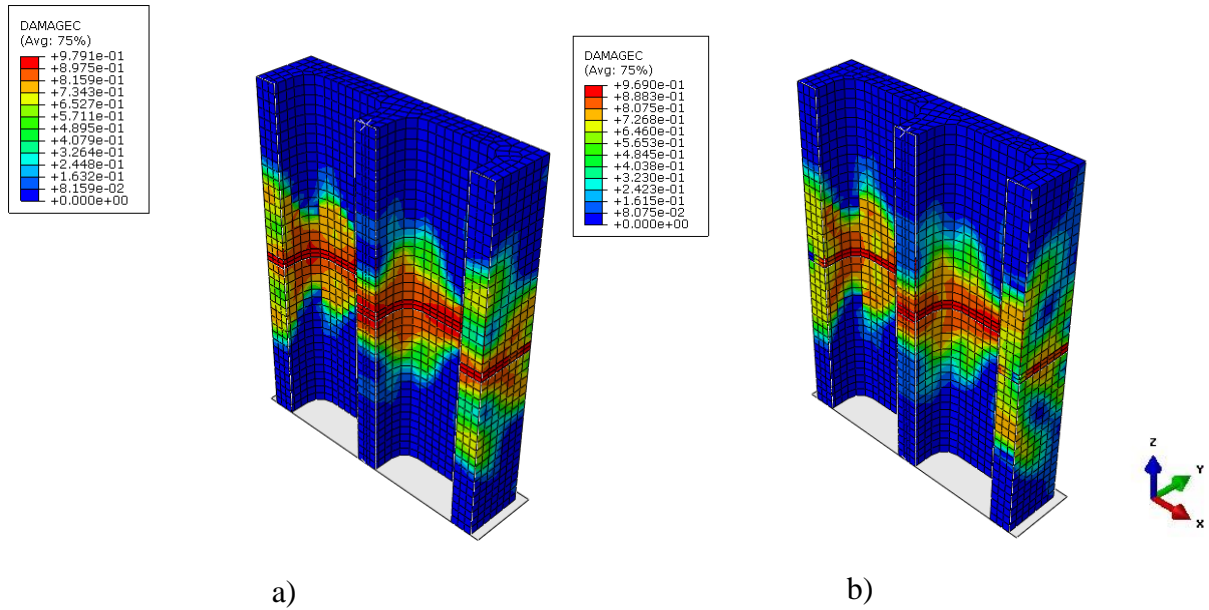 DAMAGEC
(Avg: 75%)
+9.791e-01
+8.975e-01
+8.159e-01
+7.343e-01
+6.527e-01
+5.711e-01
+4.895e-01
+4.079e-01
+3.264e-01
+2.448e-01
+1.632e-01
+8.159e-02
+0.000e+00
DAMAGEC
(Avg: 75%)
+9.690e-01
+8.883e-01
+8.075e-01
+7.268e-01
+6.460e-01
+5.653e-01
+4.845e-01
+4.038e-01
+3.230e-01
+2.423e-01
+1.615e-01
+8.075e-02
+0.000e+00
Z
Y
X
a)
b)